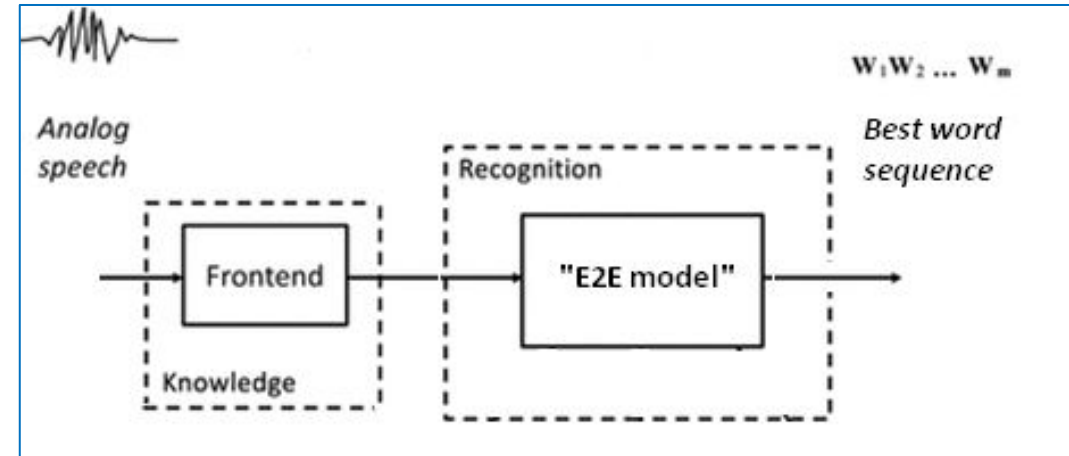 W₁W₂ ... Wₘ
Analog
speech
Best word
sequence
Recognition
Frontend
"E2E model"
Knowledge